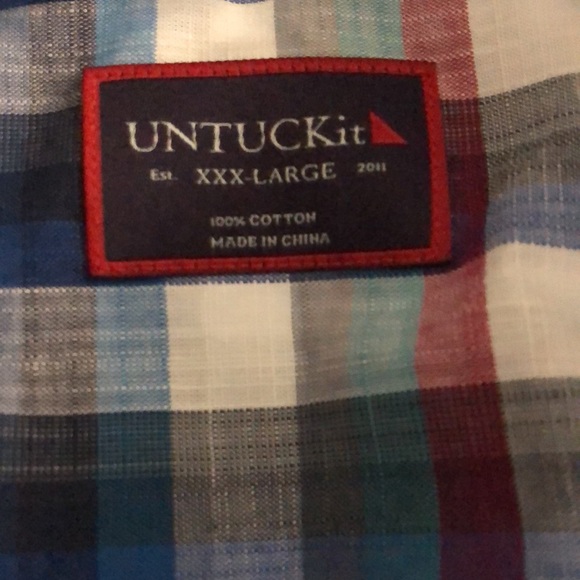 UNTUCKit
Est. XXX-LARGE 2011
100% COTTON
MADE IN CHINA